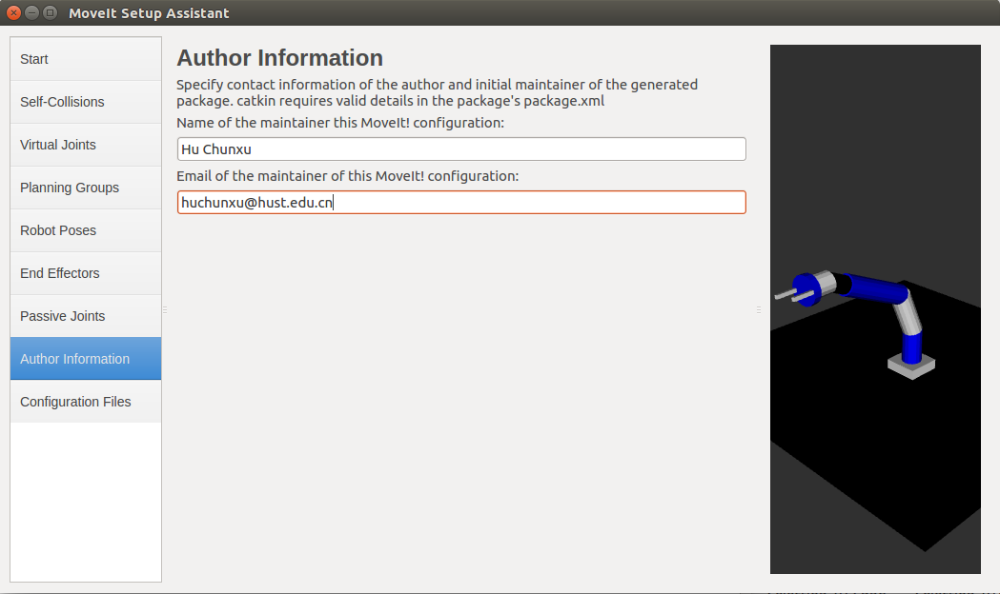 MoveIt Setup Assistant
Start
Self-Collisions
Virtual Joints
Planning Groups
Robot Poses
End Effectors
Passive Joints
Author Information
Configuration Files
Author Information
Specify contact information of the author and initial maintainer of the generated
package. catkin requires valid details in the package's package.xml
Name of the maintainer this MoveIt! configuration:
Hu Chunxu
Email of the maintainer of this MoveIt! configuration:
huchunxu@hust.edu.cn